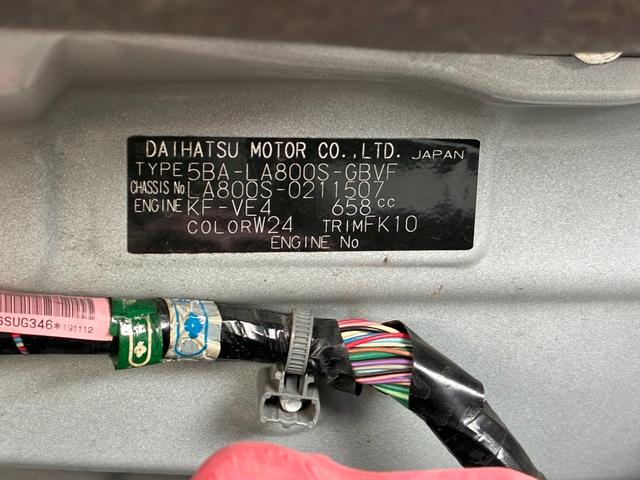 DAIHATSU MOTOR CO.,LTD. JAPAN
TYPE 5BA-LA800S-GBVF
CHASSIS No LA800S-0211507
ENGINE KF-VE4 658cc
COLOR W24 TRIM FK10
ENGINE No
SUG346*191112